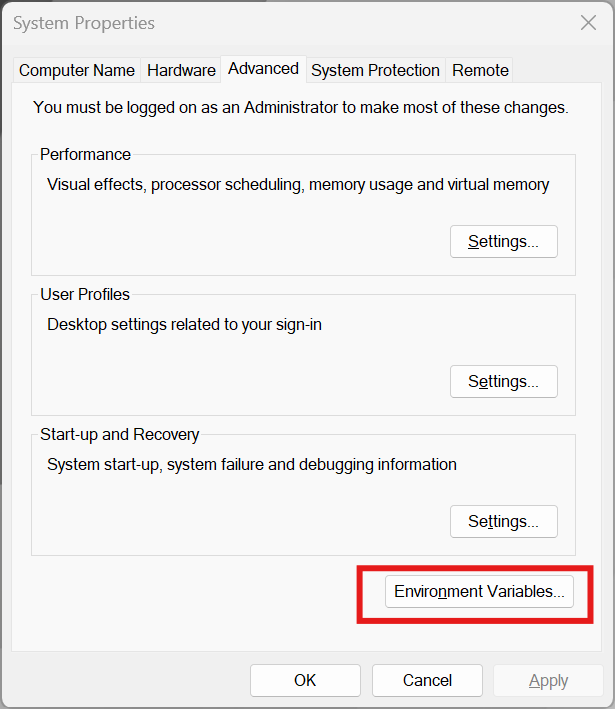 System Properties
Computer Name
Hardware
Advanced
System Protection
Remote
You must be logged on as an Administrator to make most of these changes.
Performance
Visual effects, processor scheduling, memory usage and virtual memory
Settings...
User Profiles
Desktop settings related to your sign-in
Settings...
Start-up and Recovery
System start-up, system failure and debugging information
Settings...
Environment Variables...
OK
Cancel
Apply